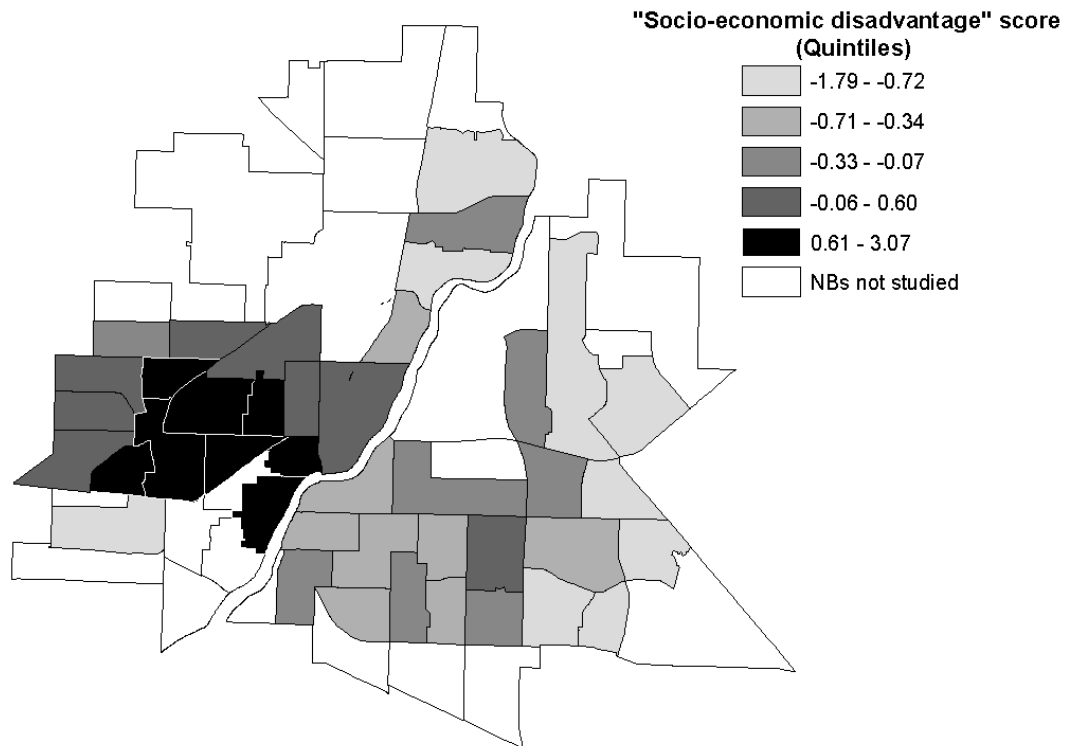 "Socio-economic disadvantage" score
(Quintiles)
-1.79 - -0.72
-0.71 - -0.34
-0.33 - -0.07
-0.06 - 0.60
0.61 - 3.07
NBs not studied